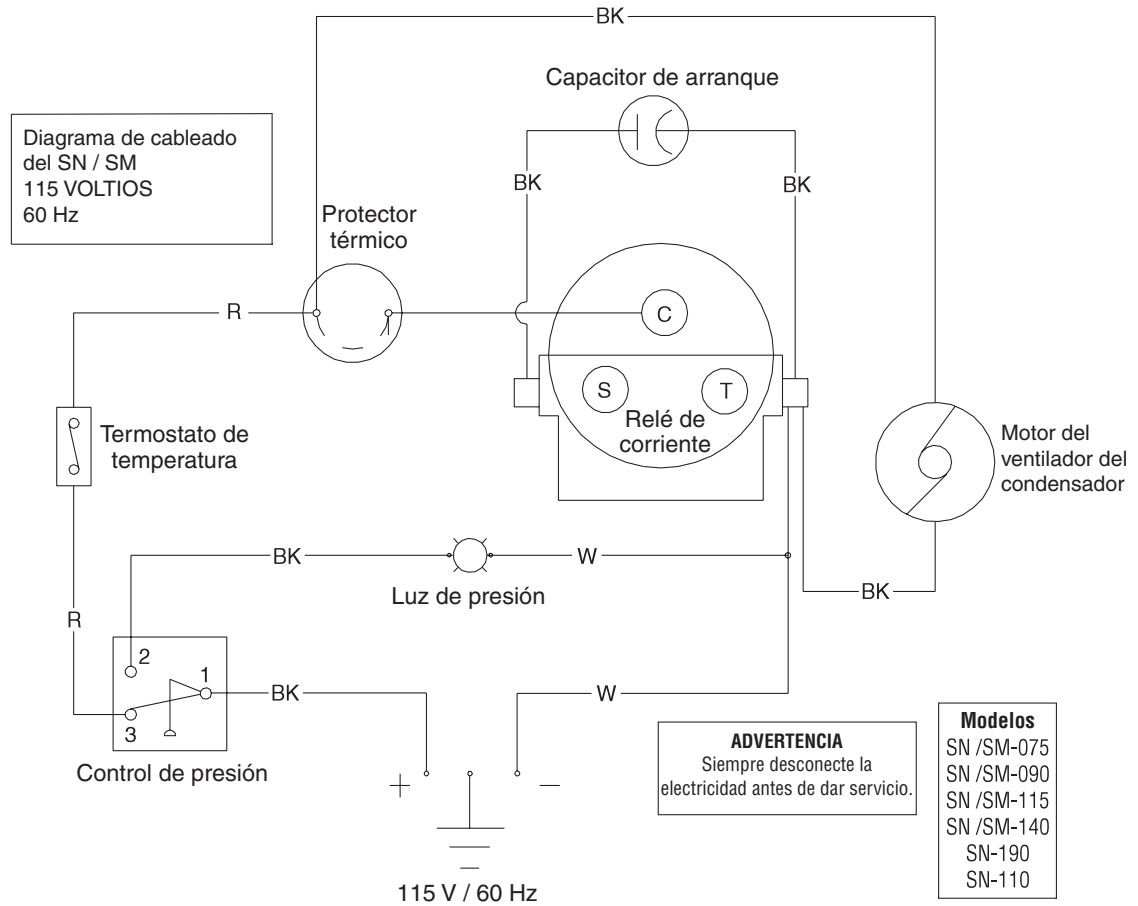 BK
Capacitor de arranque
Diagrama de cableado
del SN / SM
115 VOLTIOS
60 Hz
BK
BK
Protector
térmico
R
C
S
T
Relé de
corriente
Termostato de
temperatura
Motor del
ventilador del
condensador
BK
W
Luz de presión
BK
R
2
1
3
BK
W
Control de presión
+
−
115 V / 60 Hz
ADVERTENCIA
Siempre desconecte la
electricidad antes de dar servicio.
Modelos
SN /SM-075
SN /SM-090
SN /SM-115
SN /SM-140
SN-190
SN-110